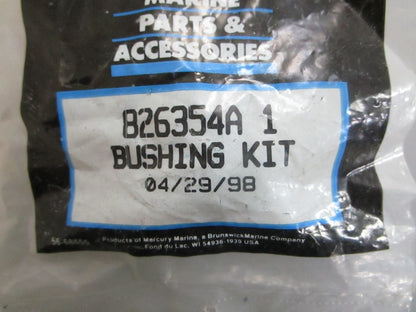 MARINE
PARTS &
ACCESSORIES
826354A 1
BUSHING KIT
04/29/98
Products of Mercury Marine, a Brunswick Marine Company
Fond du Lac, WI 54936-1939 USA